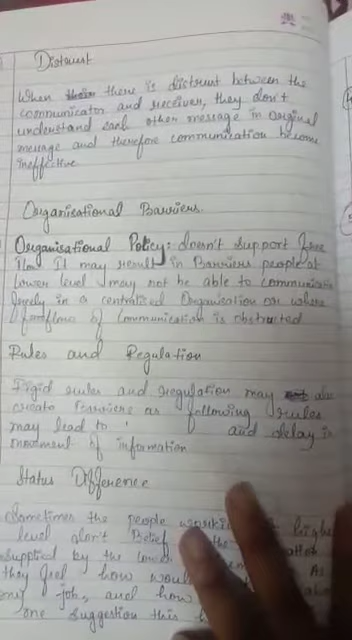 Distrust
When there is distrust between the
communicator and receiver, they don't
understand each other message in original
message and therefore communication become
ineffective
Organisational Barriers.
Organisational Policy: doesn't support free
flow. It may result in Barriers people at
lower level may not be able to communicate
freely in a centralized Organisation or where
flow of Communication is obstructed
Rules and Regulation
Rigid rules and regulation may also
create barriers as following rules
may lead to and delay in
movement of information
Status Difference
Sometimes the people higher
level don't Belief the
supplied by the lower As
they feel how would
job, and how
one suggestion this